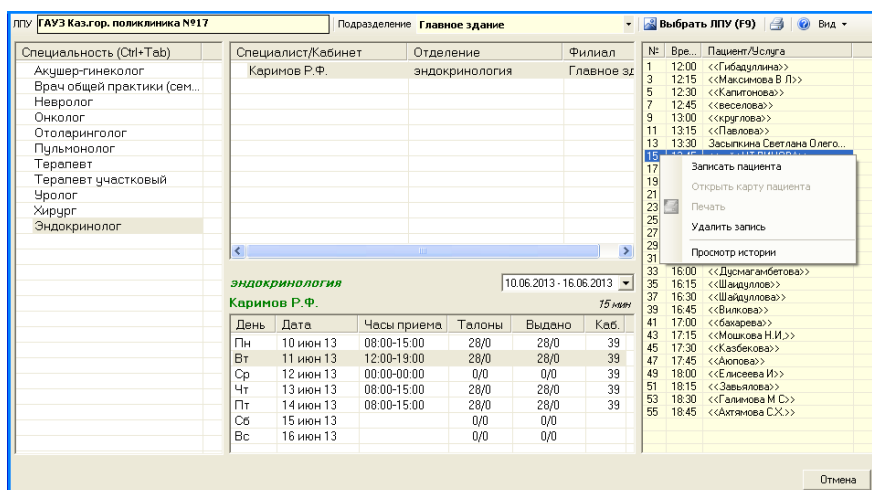 ЛПУ ГАУЗ Каз.гор. поликлиника №17 Подразделение Главное здание Выбрать ЛПУ (F9) Вид
Специальность (Ctrl+Tab)
Акушер-гинеколог
Врач общей практики (сем...
Невролог
Онколог
Отоларинголог
Пульмонолог
Терапевт
Терапевт участковый
Уролог
Хирург
Эндокринолог
Специалист/Кабинет Отделение Филиал
Каримов Р.Ф. эндокринология Главное зд
эндокринология 10.06.2013 - 16.06.2013
Каримов Р.Ф. 15 мин
День Дата Часы приема Талоны Выдано Каб.
Пн 10 июн 13 08:00-15:00 28/0 28/0 39
Вт 11 июн 13 12:00-19:00 28/0 28/0 39
Ср 12 июн 13 00:00-00:00 0/0 0/0 39
Чт 13 июн 13 08:00-15:00 28/0 28/0 39
Пт 14 июн 13 08:00-15:00 28/0 28/0 39
Сб 15 июн 13 0/0 0/0
Вс 16 июн 13 0/0 0/0
№ Вре... Пациент/Услуга
1 12:00 <<Гибадуллина>>
3 12:15 <<Максимова В Л>>
5 12:30 <<Капитонова>>
7 12:45 <<веселова>>
9 13:00 <<круглова>>
11 13:15 <<Павлова>>
13 13:30 Засыпкина Светлана Олего...
15
17
19
21
23
25
27
29
31
Записать пациента
Открыть карту пациента
Печать
Удалить запись
Просмотр истории
33 16:00 <<Дусмагамбетова>>
35 16:15 <<Шаидуллов>>
37 16:30 <<Шайдуллова>>
39 16:45 <<Вилкова>>
41 17:00 <<бахарева>>
43 17:15 <<Мошкова Н.И,>>
45 17:30 <<Казбекова>>
47 17:45 <<Аюпова>>
49 18:00 <<Елисеева И>>
51 18:15 <<Завьялова>>
53 18:30 <<Галимова М С>>
55 18:45 <<Ахтямова С.Х.>>
Отмена